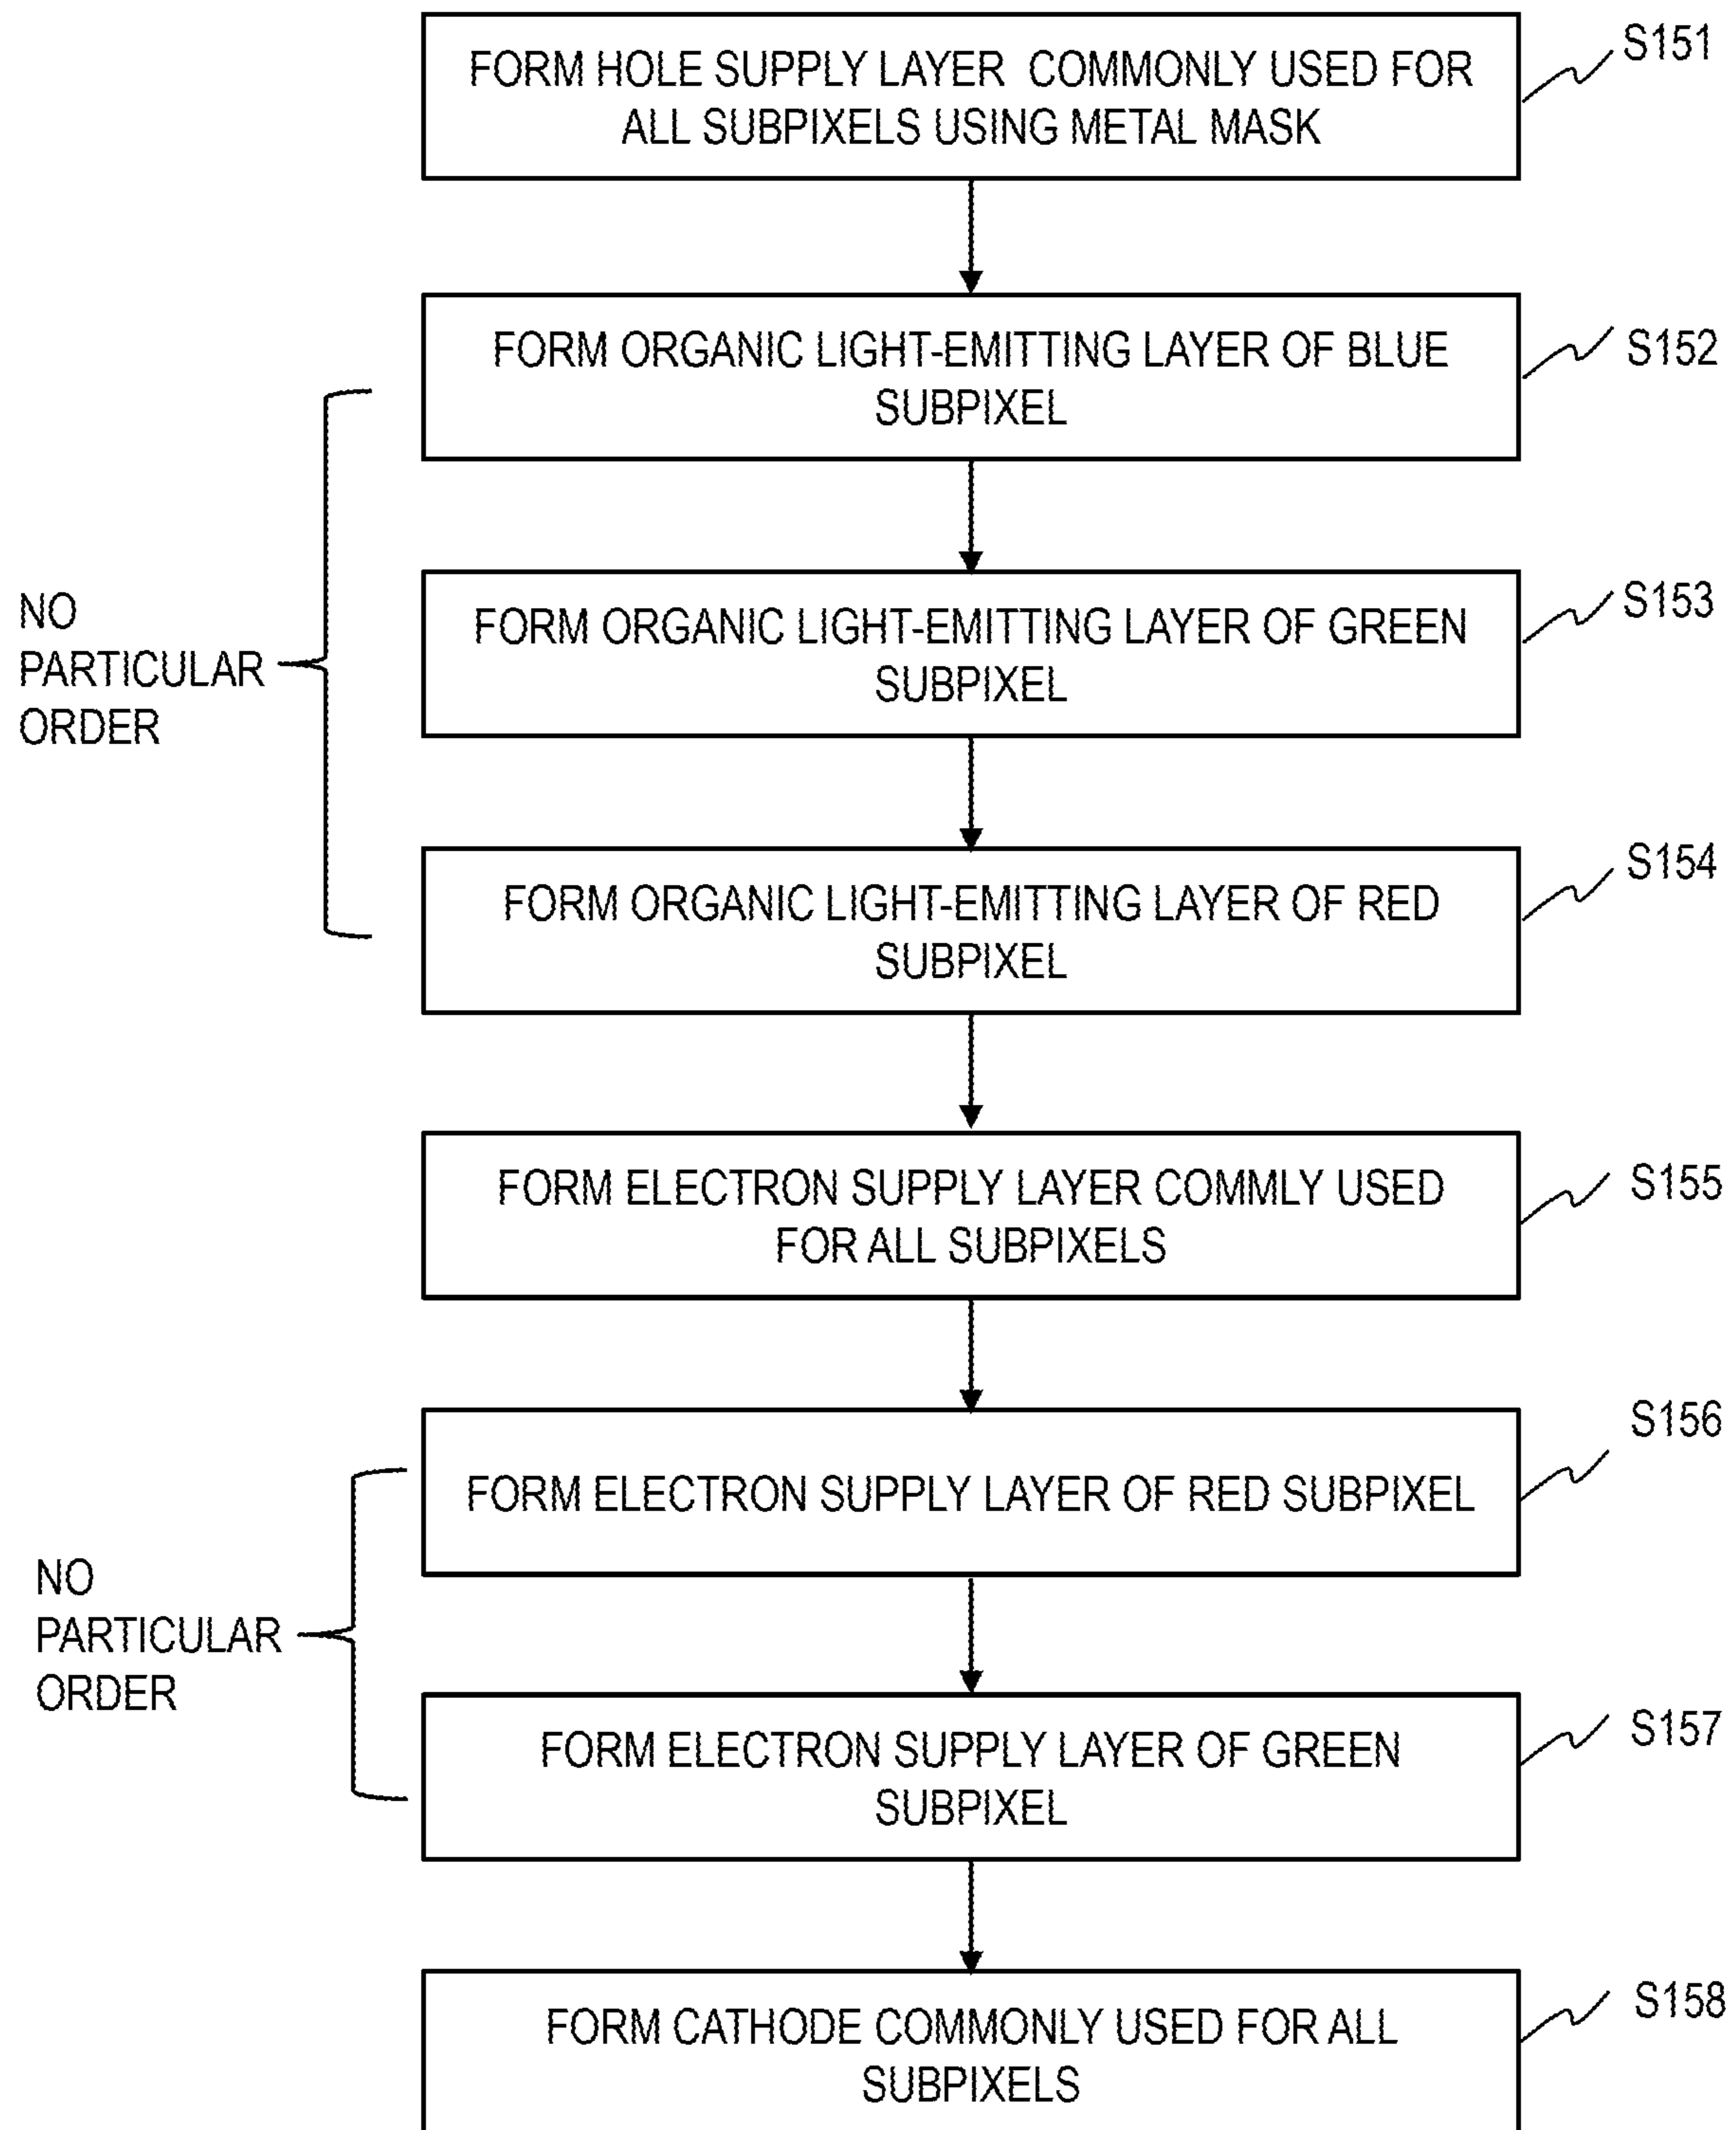 FORM HOLE SUPPLY LAYER COMMONLY USED FOR
ALL SUBPIXELS USING METAL MASK
S151
FORM ORGANIC LIGHT-EMITTING LAYER OF BLUE
SUBPIXEL
S152
NO
PARTICULAR
ORDER
FORM ORGANIC LIGHT-EMITTING LAYER OF GREEN
SUBPIXEL
S153
FORM ORGANIC LIGHT-EMITTING LAYER OF RED
SUBPIXEL
S154
FORM ELECTRON SUPPLY LAYER COMMLY USED
FOR ALL SUBPIXELS
S155
FORM ELECTRON SUPPLY LAYER OF RED SUBPIXEL
S156
NO
PARTICULAR
ORDER
FORM ELECTRON SUPPLY LAYER OF GREEN
SUBPIXEL
S157
FORM CATHODE COMMONLY USED FOR ALL
SUBPIXELS
S158